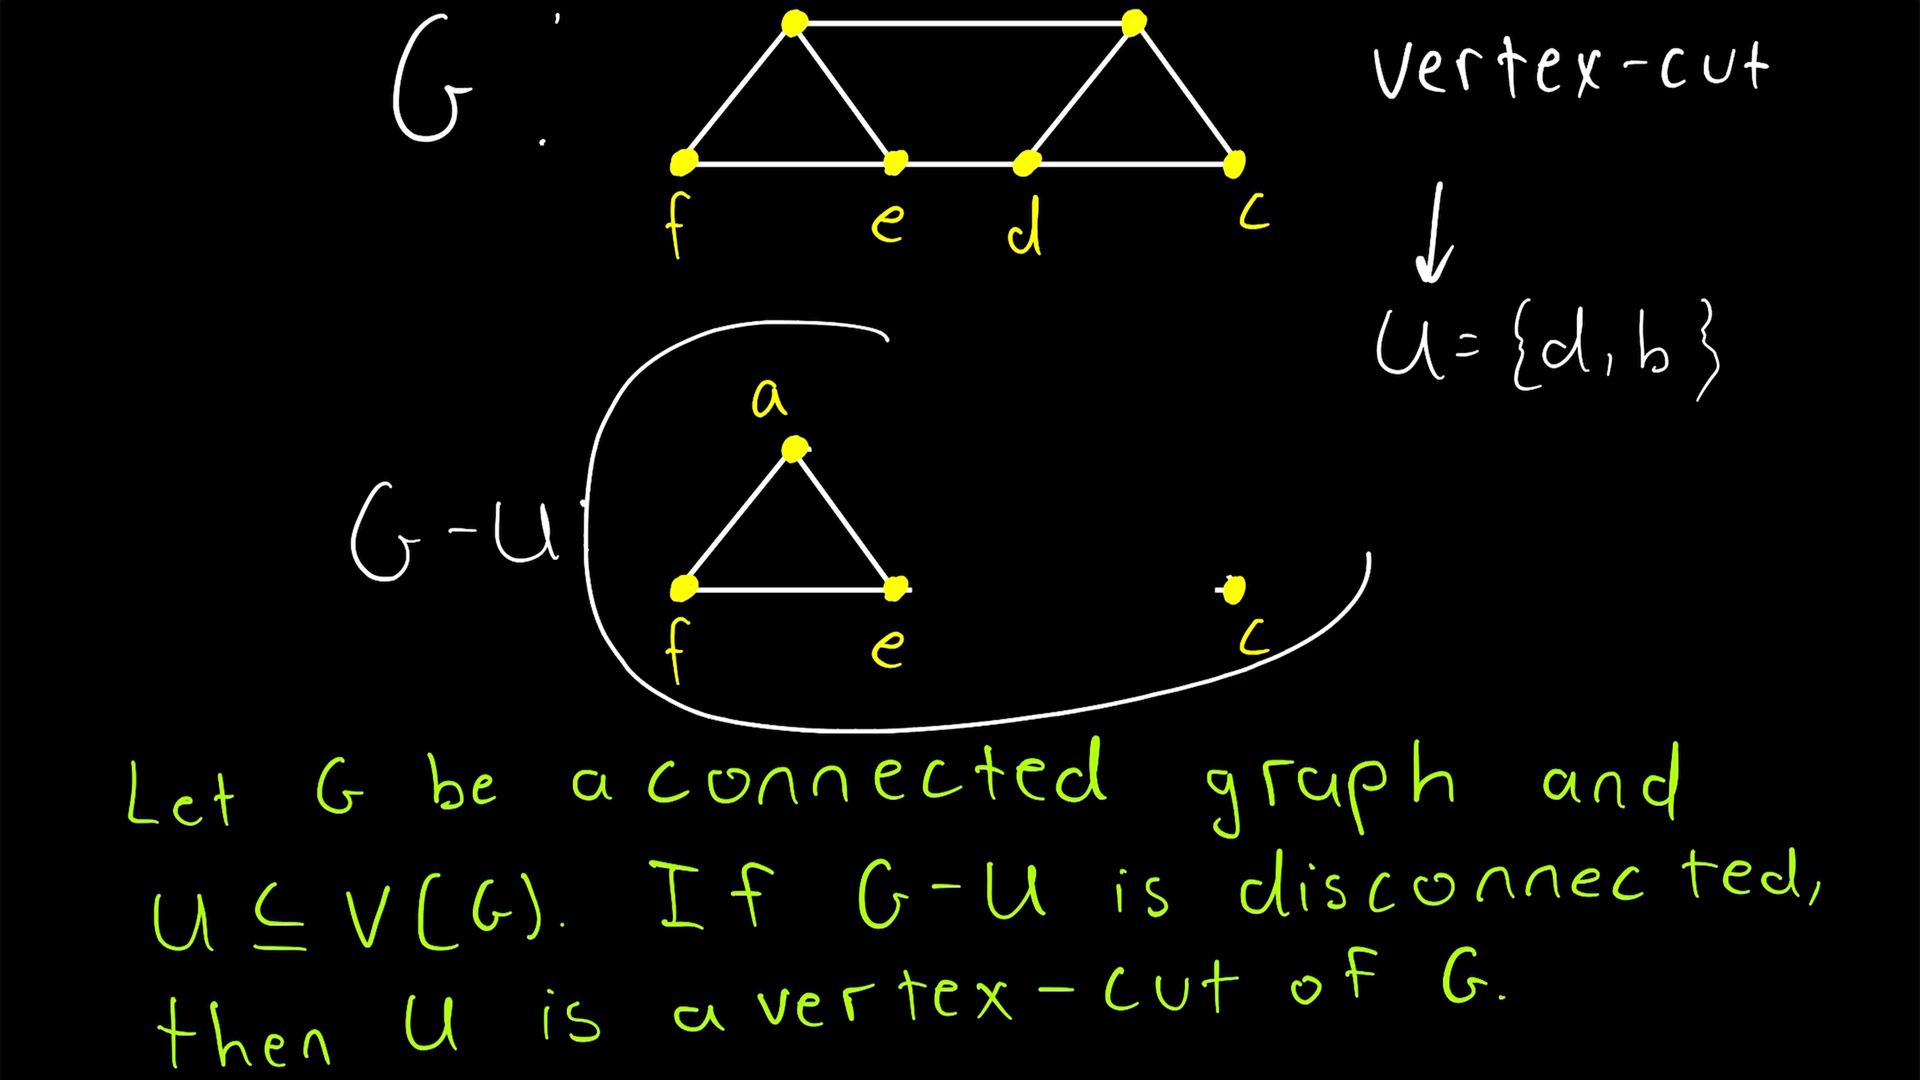 G:
vertex-cut
f e d c
U = {d, b}
a
G - U
f e c
Let G be a connected graph and
U ⊆ V(G). If G - U is disconnected,
then U is a vertex-cut of G.